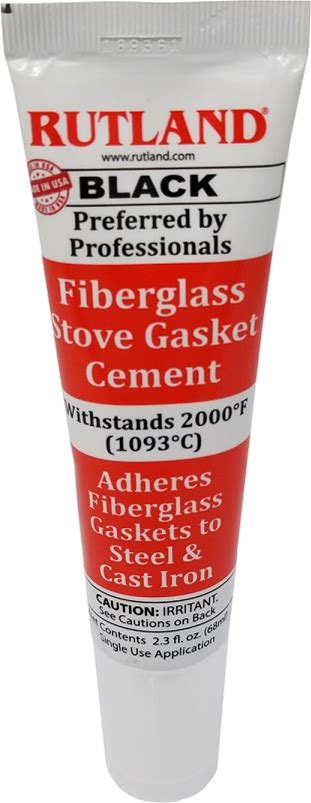 189361
RUTLAND®
www.rutland.com
MADE IN USA
BLACK
Preferred by
Professionals
Fiberglass
Stove Gasket
Cement
Withstands 2000°F
(1093°C)
Adheres
Fiberglass
Gaskets to
Steel &
Cast Iron
CAUTION: IRRITANT.
See Cautions on Back
Net Contents 2.3 fl. oz. (68ml)
Single Use Application